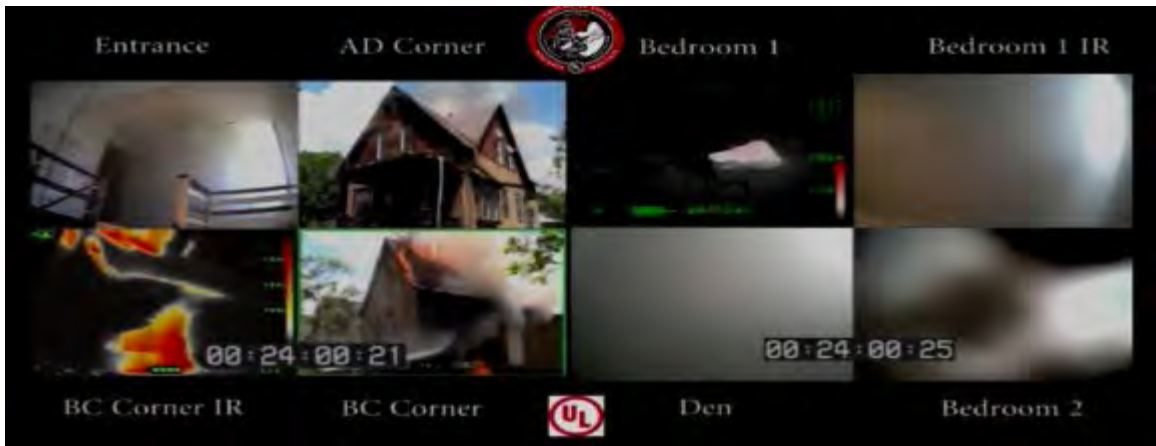 Entrance
AD Corner
Bedroom 1
Bedroom 1 IR
00:24:00:21
00:24:00:25
BC Corner IR
BC Corner
UL
Den
Bedroom 2